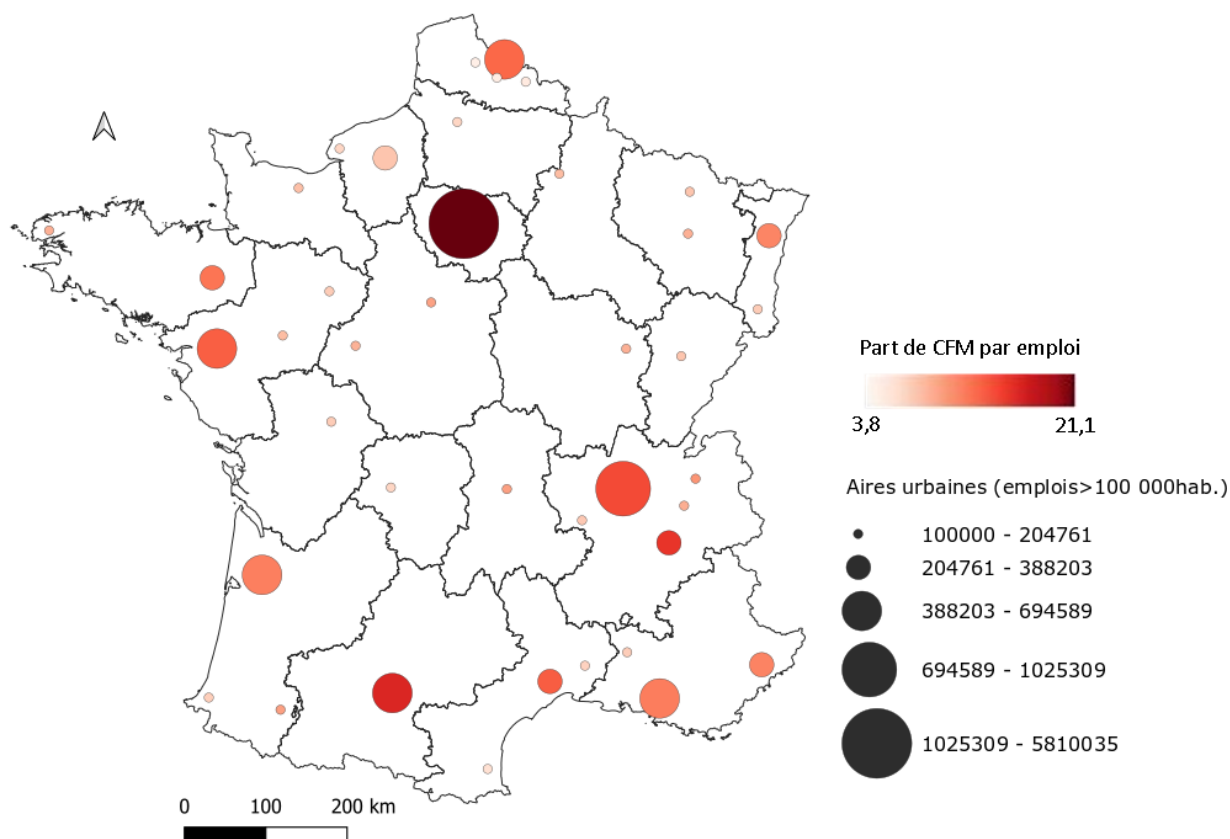 Part de CFM par emploi
3,8 21,1
Aires urbaines (emplois>100 000hab.)
100000 - 204761
204761 - 388203
388203 - 694589
694589 - 1025309
1025309 - 5810035
0 100 200 km